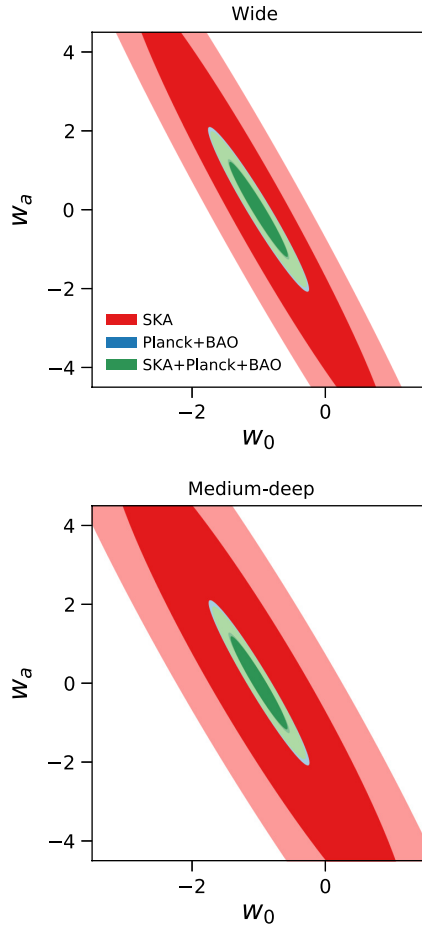 Wide
4
2
0
−2
−4
w_a
SKA
Planck+BAO
SKA+Planck+BAO
−2 0
w_0
Medium-deep
4
2
0
−2
−4
w_a
−2 0
w_0